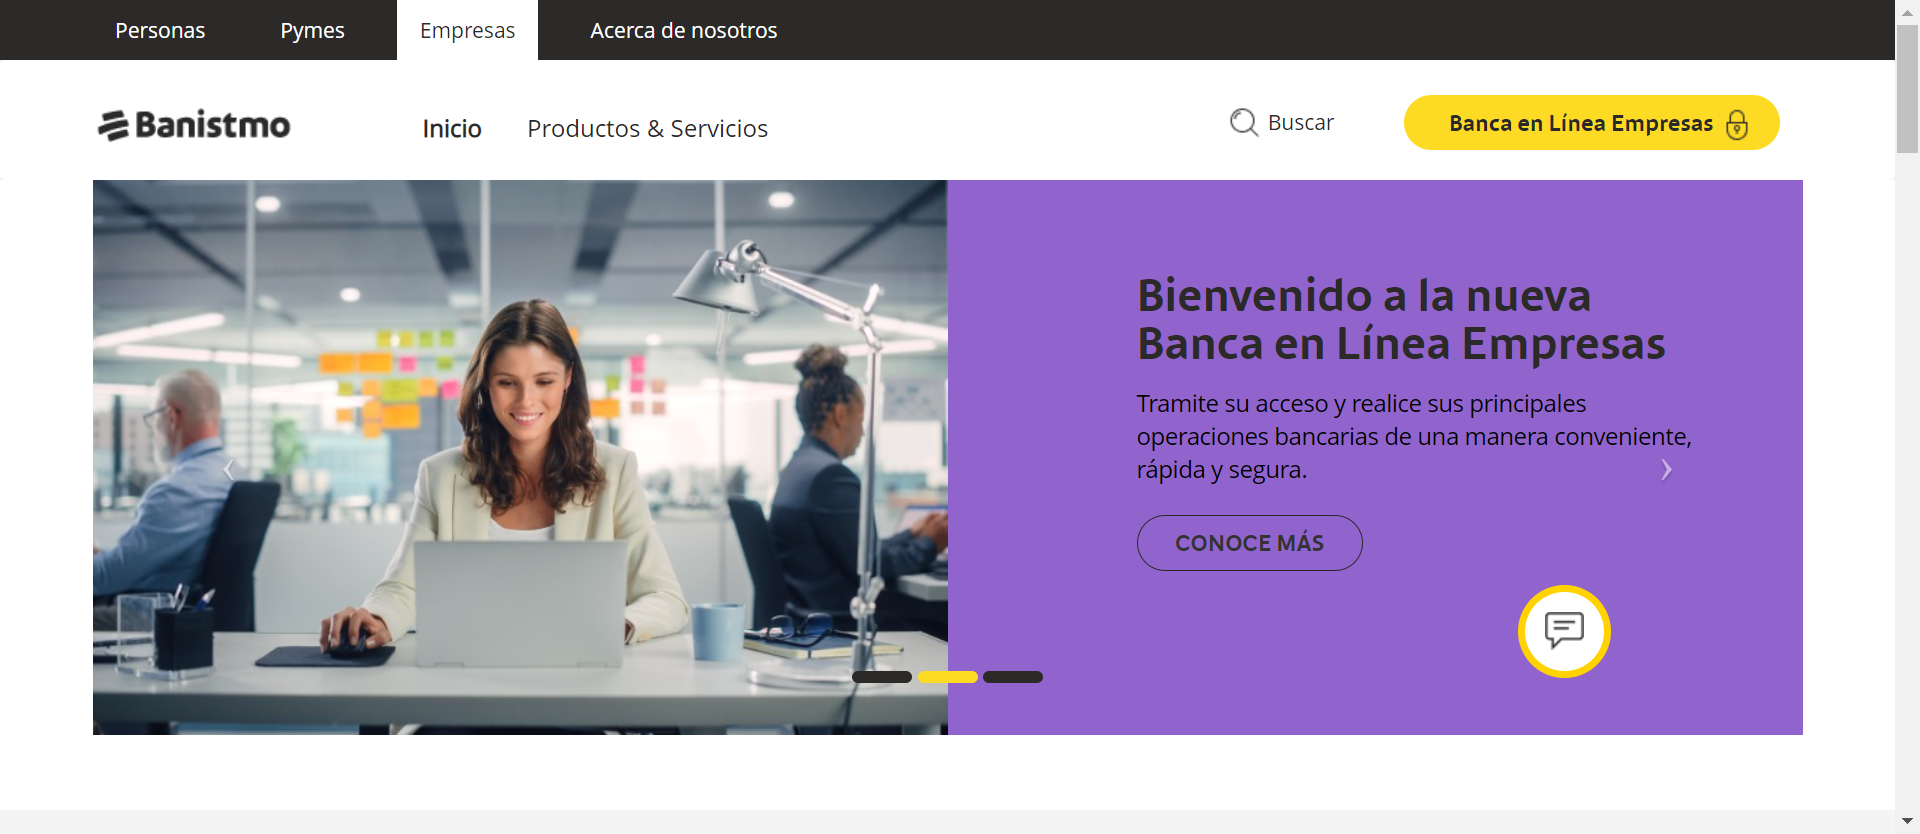 Personas
Pymes
Empresas
Acerca de nosotros
Banistmo
Inicio
Productos & Servicios
Buscar
Banca en Línea Empresas
Bienvenido a la nueva
Banca en Línea Empresas
Tramite su acceso y realice sus principales
operaciones bancarias de una manera conveniente,
rápida y segura.
CONOCE MÁS